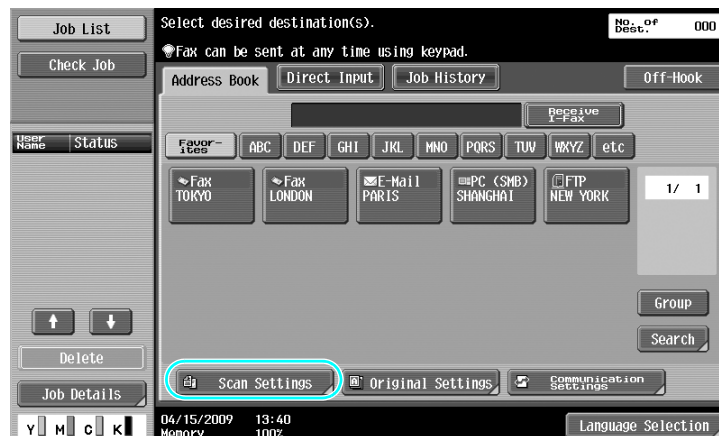 Job List
Check Job
User Name Status
Delete
Job Details
Y M C K
Select desired destination(s).
Fax can be sent at any time using keypad.
No. of Dest. 000
Address Book Direct Input Job History Off-Hook
Receive I-Fax
Favor-ites ABC DEF GHI JKL MNO PQRS TUV WXYZ etc
Fax Fax E-Mail PC (SMB) FTP
TOKYO LONDON PARIS SHANGHAI NEW YORK
1/ 1
Group
Search
Scan Settings Original Settings Communication Settings
04/15/2009 13:40
Memory 100%
Language Selection